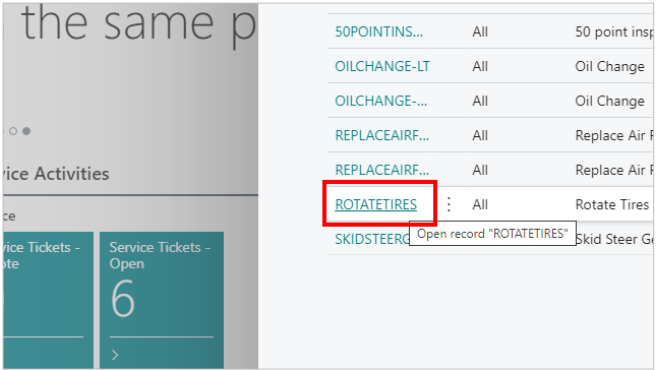 the same p
vice Activities
ce
vice Tickets -
Service Tickets -
Open
6
50POINTINS...
All
50 point insp
OILCHANGE-LT
All
Oil Change
OILCHANGE-...
All
Oil Change
REPLACEAIRF...
All
Replace Air F
REPLACEAIRF...
All
Replace Air F
ROTATETIRES
All
Rotate Tires
Open record "ROTATETIRES"
SKIDSTEERG
Skid Steer Ge